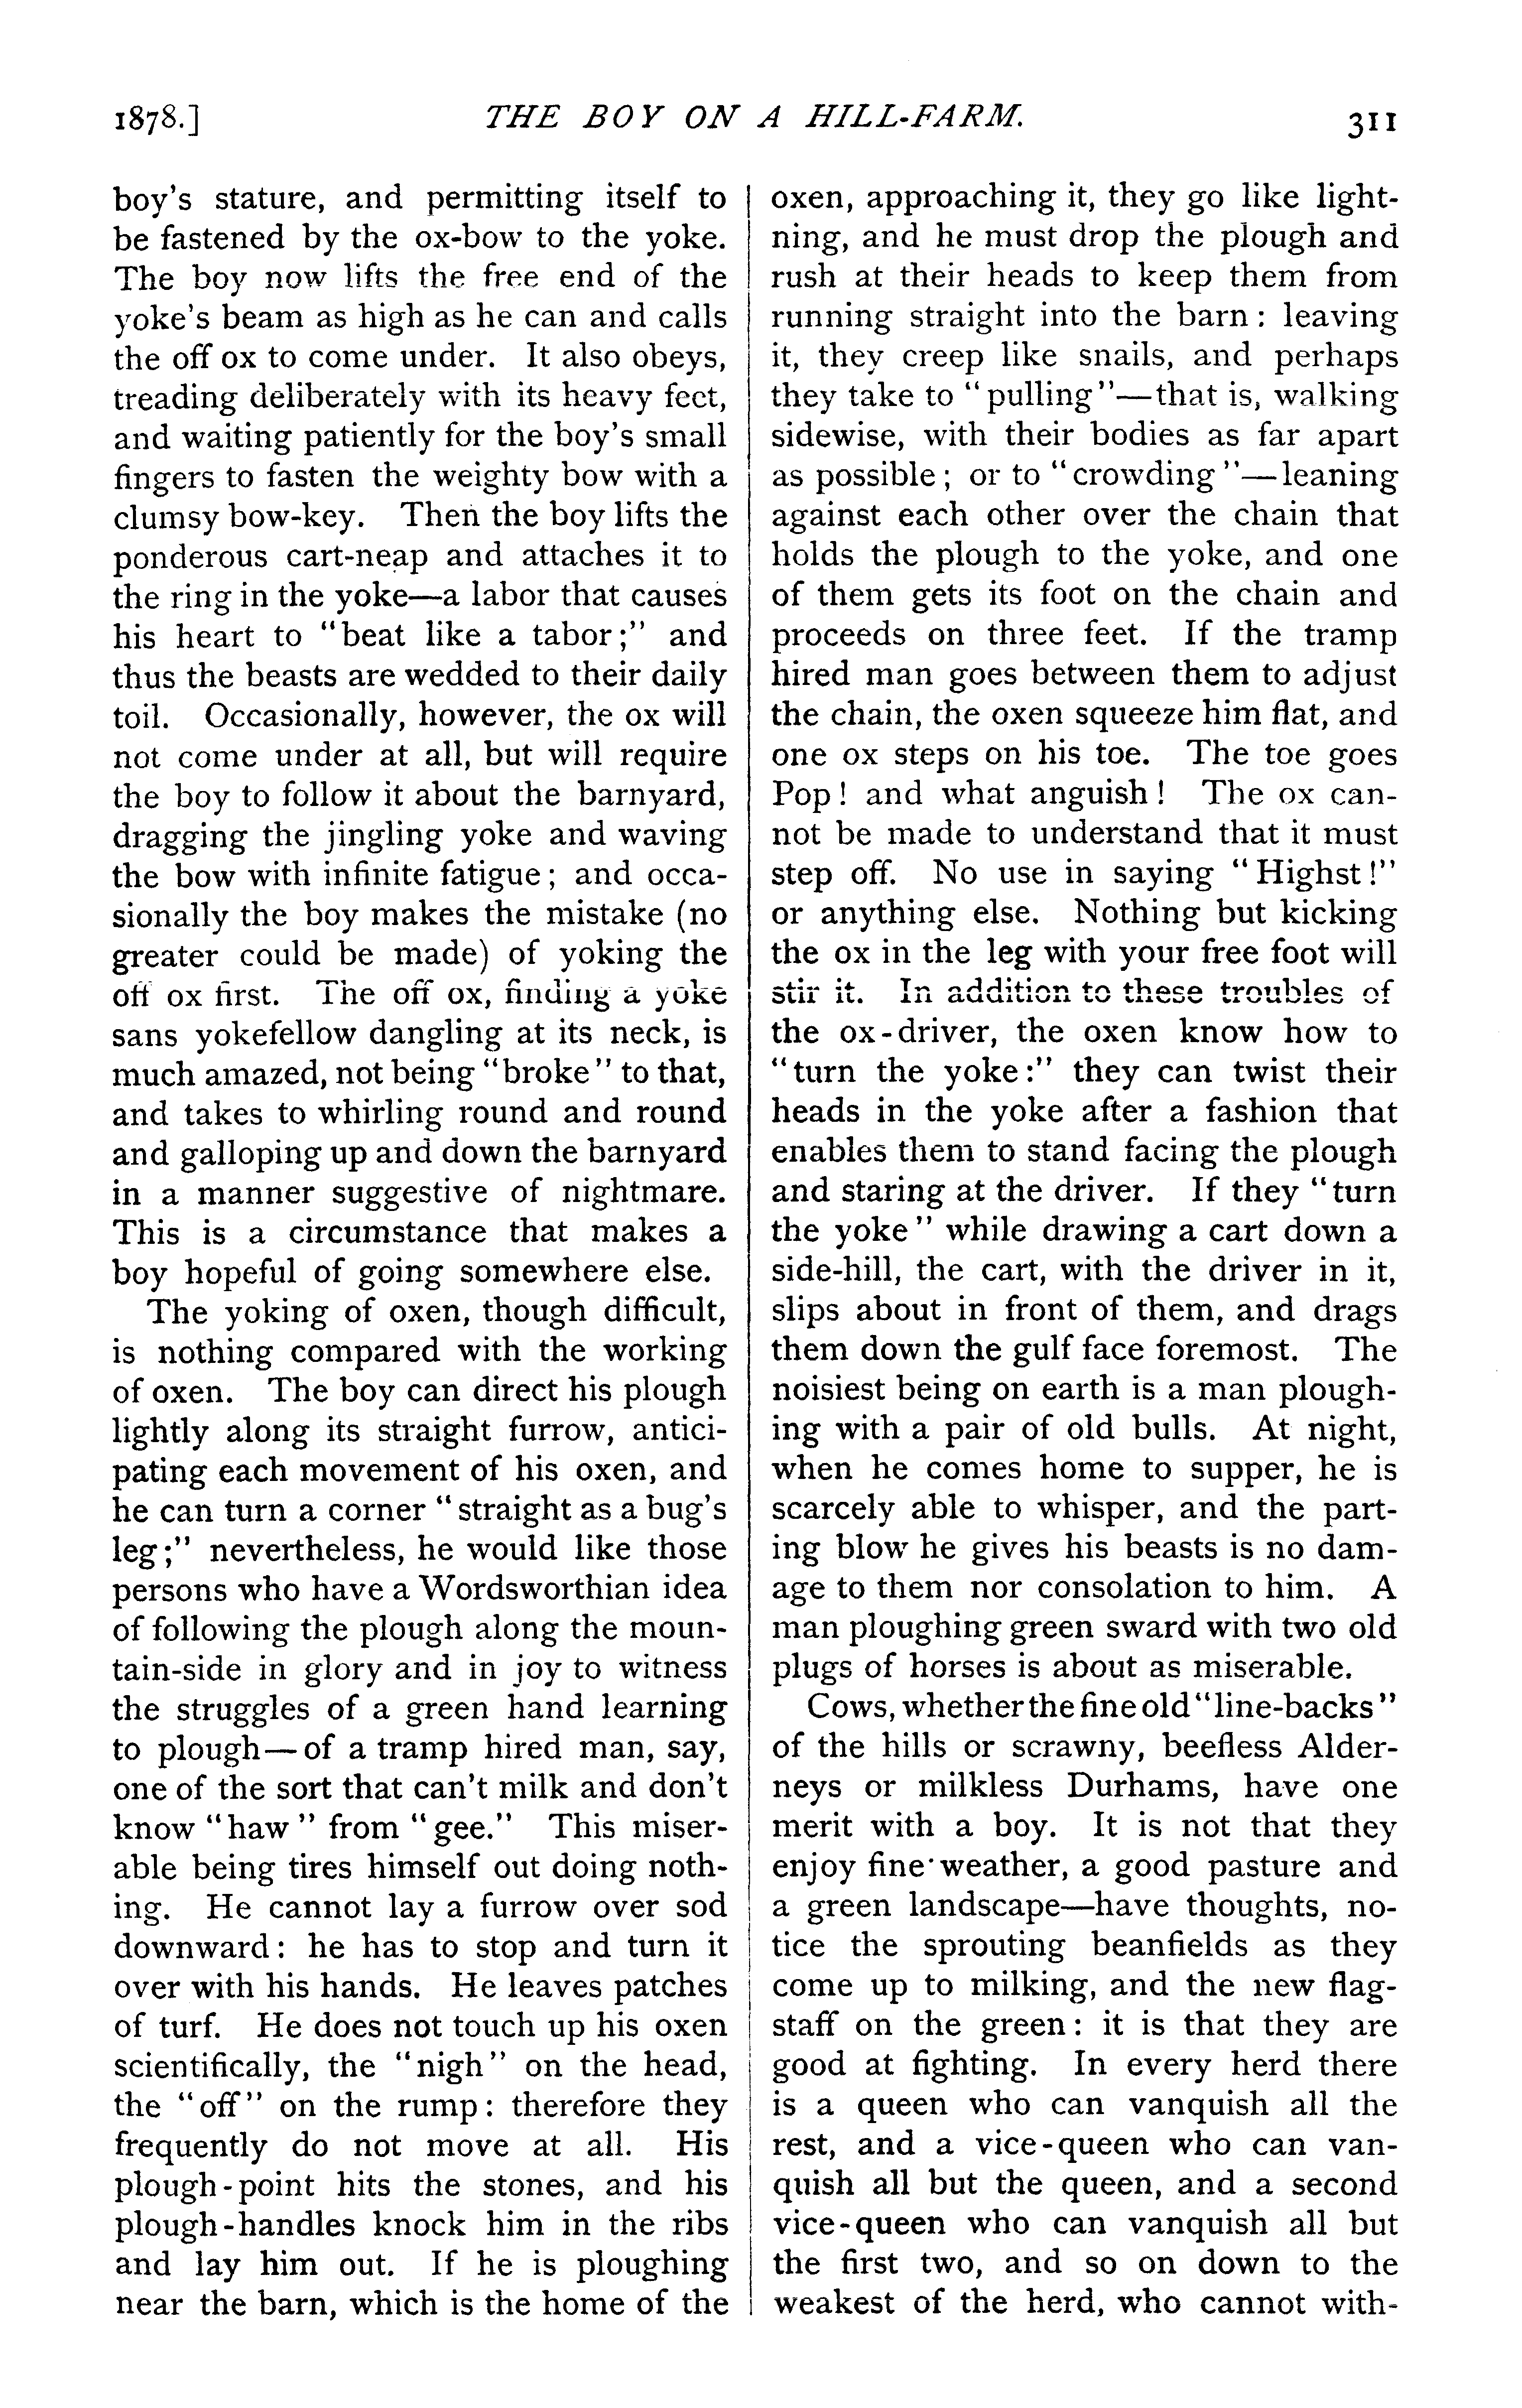 1878.] THE BOY ON A HILL-FARM. 311
boy's stature, and permitting itself to
be fastened by the ox-bow to the yoke.
The boy now lifts the free end of the
yoke's beam as high as he can and calls
the off ox to come under. It also obeys,
treading deliberately with its heavy feet,
and waiting patiently for the boy's small
fingers to fasten the weighty bow with a
clumsy bow-key. Then the boy lifts the
ponderous cart-neap and attaches it to
the ring in the yoke—a labor that causes
his heart to "beat like a tabor;" and
thus the beasts are wedded to their daily
toil. Occasionally, however, the ox will
not come under at all, but will require
the boy to follow it about the barnyard,
dragging the jingling yoke and waving
the bow with infinite fatigue; and occa-
sionally the boy makes the mistake (no
greater could be made) of yoking the
off ox first. The off ox, finding a yoke
sans yokefellow dangling at its neck, is
much amazed, not being "broke" to that,
and takes to whirling round and round
and galloping up and down the barnyard
in a manner suggestive of nightmare.
This is a circumstance that makes a
boy hopeful of going somewhere else.
The yoking of oxen, though difficult,
is nothing compared with the working
of oxen. The boy can direct his plough
lightly along its straight furrow, antici-
pating each movement of his oxen, and
he can turn a corner "straight as a bug's
leg;" nevertheless, he would like those
persons who have a Wordsworthian idea
of following the plough along the moun-
tain-side in glory and in joy to witness
the struggles of a green hand learning
to plough—of a tramp hired man, say,
one of the sort that can't milk and don't
know "haw" from "gee." This miser-
able being tires himself out doing noth-
ing. He cannot lay a furrow over sod
downward: he has to stop and turn it
over with his hands. He leaves patches
of turf. He does not touch up his oxen
scientifically, the "nigh" on the head,
the "off" on the rump: therefore they
frequently do not move at all. His
plough-point hits the stones, and his
plough-handles knock him in the ribs
and lay him out. If he is ploughing
near the barn, which is the home of the
oxen, approaching it, they go like light-
ning, and he must drop the plough and
rush at their heads to keep them from
running straight into the barn: leaving
it, they creep like snails, and perhaps
they take to "pulling"—that is, walking
sidewise, with their bodies as far apart
as possible; or to "crowding"—leaning
against each other over the chain that
holds the plough to the yoke, and one
of them gets its foot on the chain and
proceeds on three feet. If the tramp
hired man goes between them to adjust
the chain, the oxen squeeze him flat, and
one ox steps on his toe. The toe goes
Pop! and what anguish! The ox can-
not be made to understand that it must
step off. No use in saying "Highst!"
or anything else. Nothing but kicking
the ox in the leg with your free foot will
stir it. In addition to these troubles of
the ox-driver, the oxen know how to
"turn the yoke:" they can twist their
heads in the yoke after a fashion that
enables them to stand facing the plough
and staring at the driver. If they "turn
the yoke" while drawing a cart down a
side-hill, the cart, with the driver in it,
slips about in front of them, and drags
them down the gulf face foremost. The
noisiest being on earth is a man plough-
ing with a pair of old bulls. At night,
when he comes home to supper, he is
scarcely able to whisper, and the part-
ing blow he gives his beasts is no dam-
age to them nor consolation to him. A
man ploughing green sward with two old
plugs of horses is about as miserable.
Cows, whether the fine old "line-backs"
of the hills or scrawny, beefless Alder-
neys or milkless Durhams, have one
merit with a boy. It is not that they
enjoy fine weather, a good pasture and
a green landscape—have thoughts, no-
tice the sprouting beanfields as they
come up to milking, and the new flag-
staff on the green: it is that they are
good at fighting. In every herd there
is a queen who can vanquish all the
rest, and a vice-queen who can van-
quish all but the queen, and a second
vice-queen who can vanquish all but
the first two, and so on down to the
weakest of the herd, who cannot with-